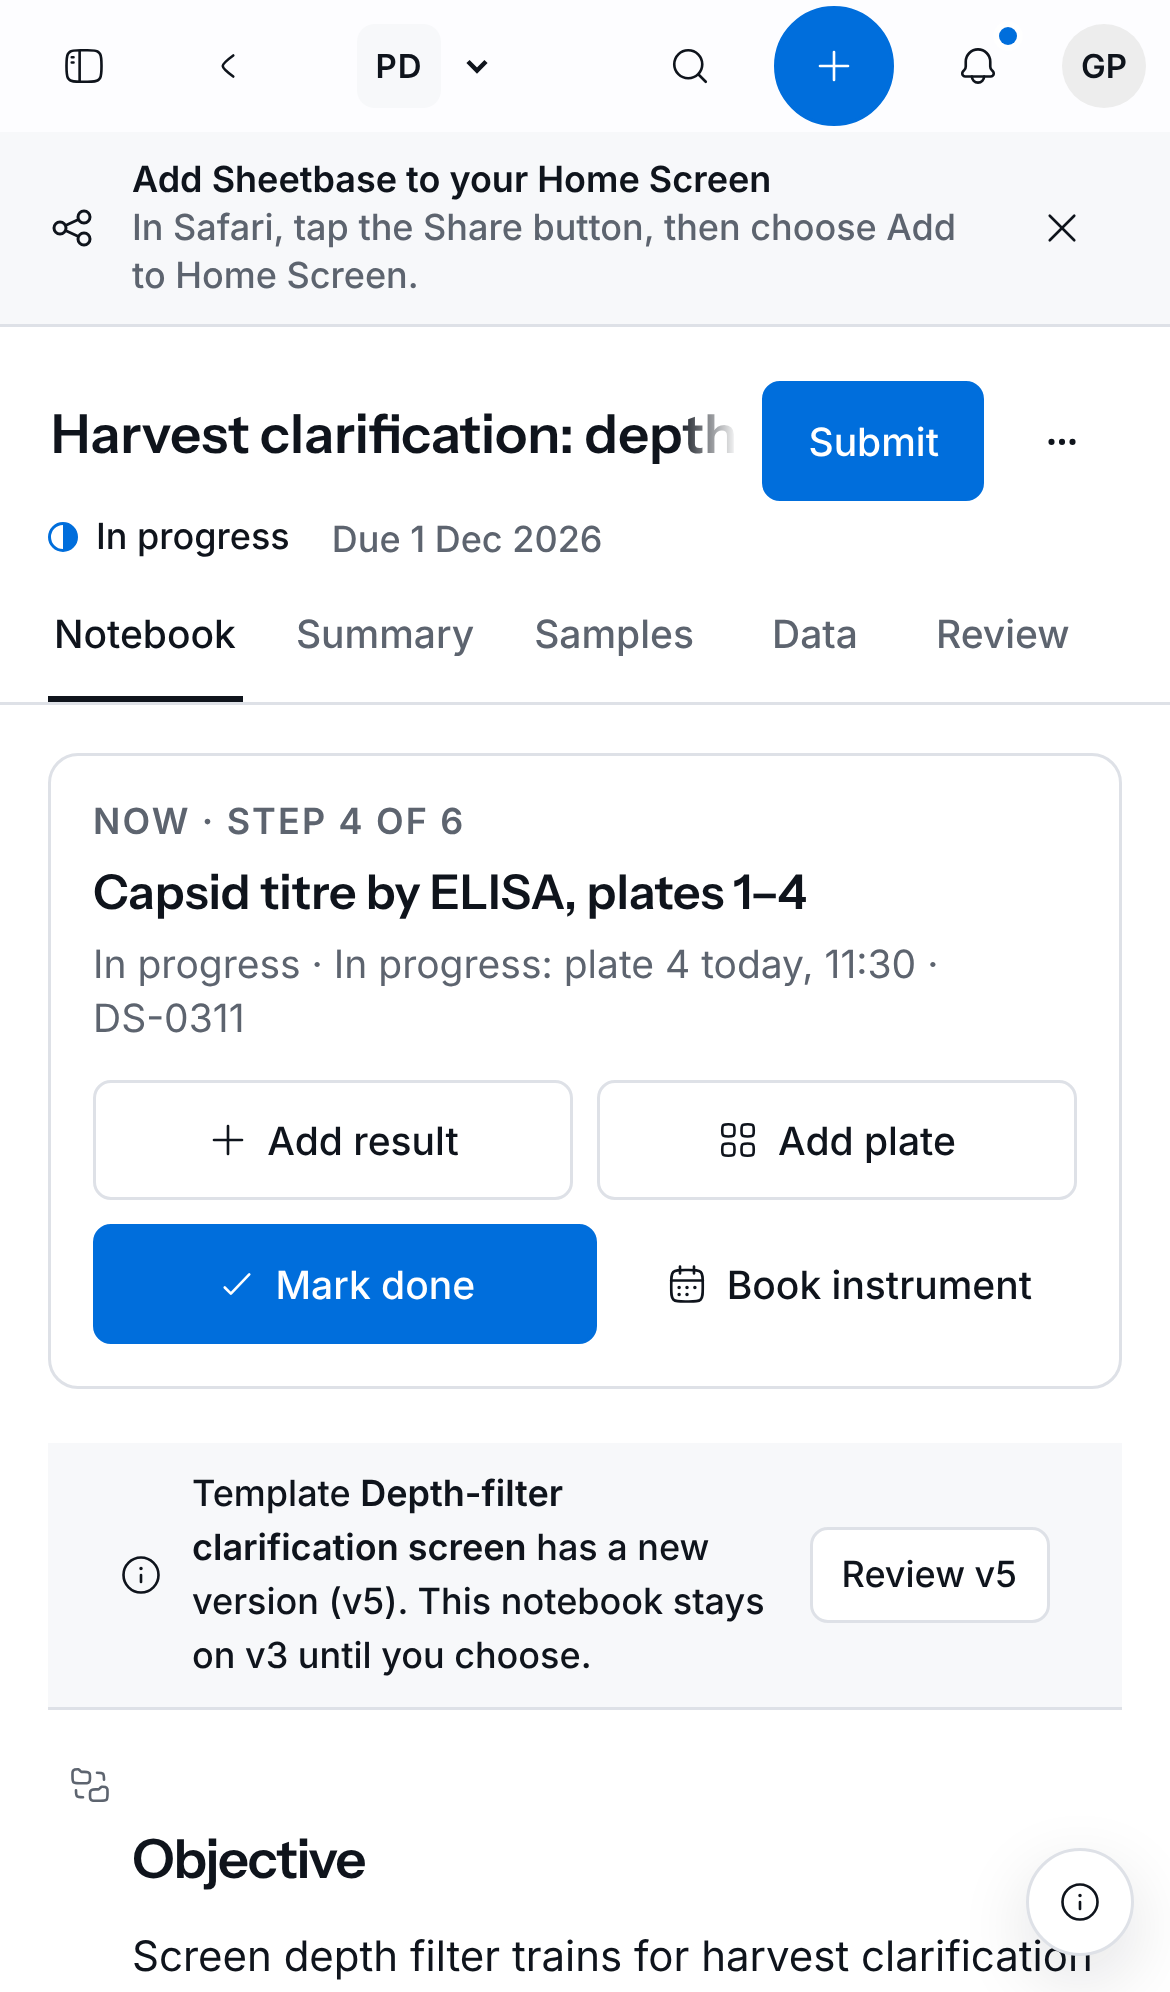 PD
GP
Add Sheetbase to your Home Screen
In Safari, tap the Share button, then choose Add
to Home Screen.
Harvest clarification: depth
Submit
In progress
Due 1 Dec 2026
Notebook
Summary
Samples
Data
Review
NOW · STEP 4 OF 6
Capsid titre by ELISA, plates 1–4
In progress · In progress: plate 4 today, 11:30 ·
DS-0311
Add result
Add plate
Mark done
Book instrument
Template Depth-filter
clarification screen has a new
version (v5). This notebook stays
on v3 until you choose.
Review v5
Objective
Screen depth filter trains for harvest clarification